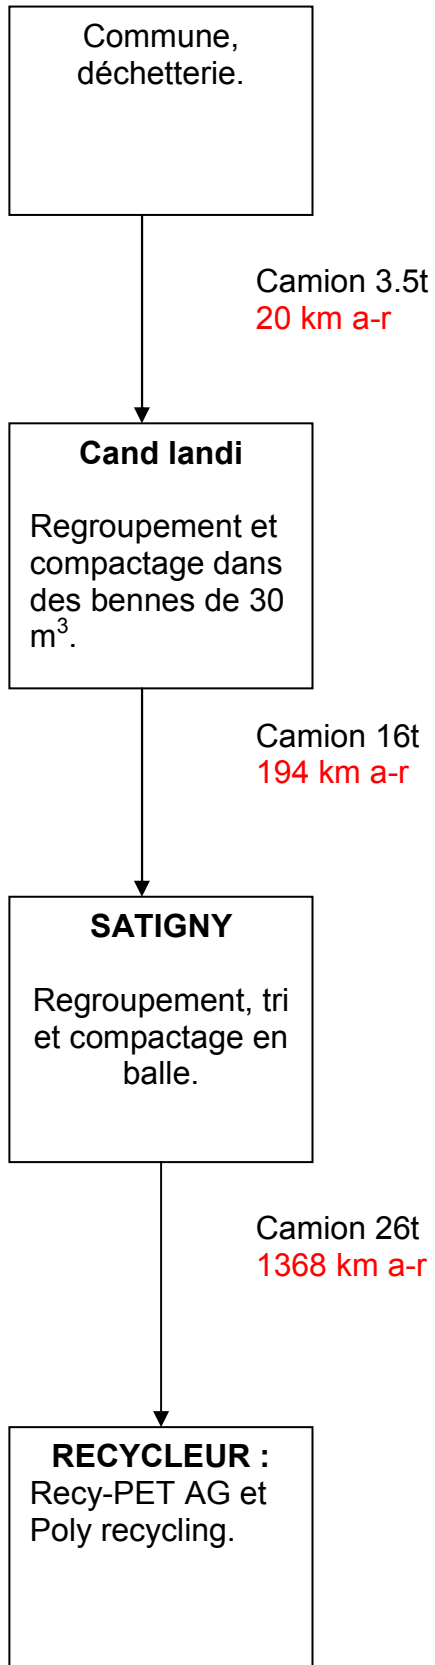 Commune,
déchetterie.
Camion 3.5t
20 km a-r
Cand landi
Regroupement et
compactage dans
des bennes de 30
m³.
Camion 16t
194 km a-r
SATIGNY
Regroupement, tri
et compactage en
balle.
Camion 26t
1368 km a-r
RECYCLEUR :
Recy-PET AG et
Poly recycling.